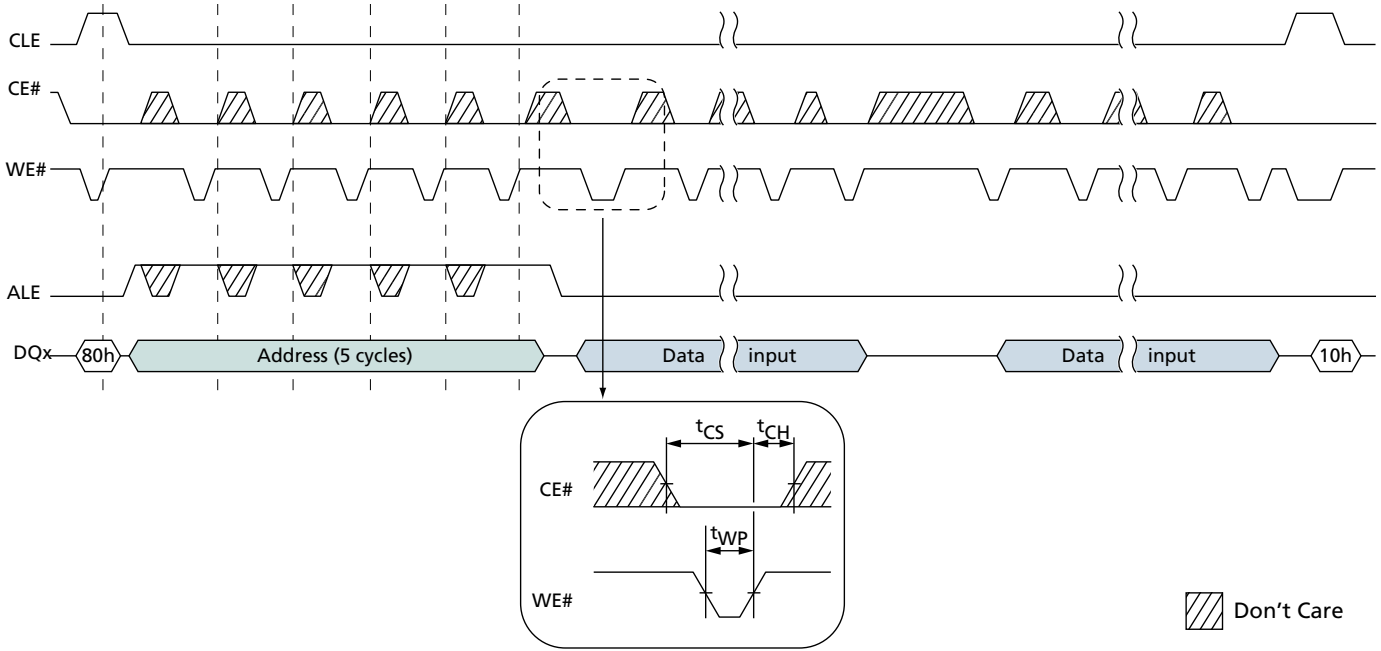 CLE
CE#
WE#
ALE
DQx 80h Address (5 cycles) Data input Data input 10h
tCS tCH
CE#
tWP
WE#
Don't Care